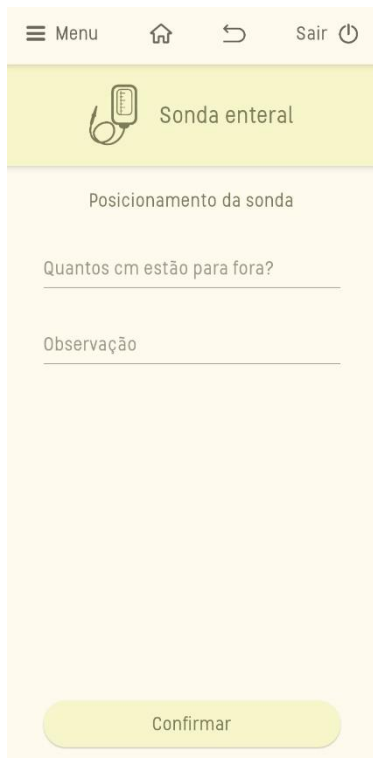 Menu Sair
Sonda enteral
Posicionamento da sonda
Quantos cm estão para fora?
Observação
Confirmar